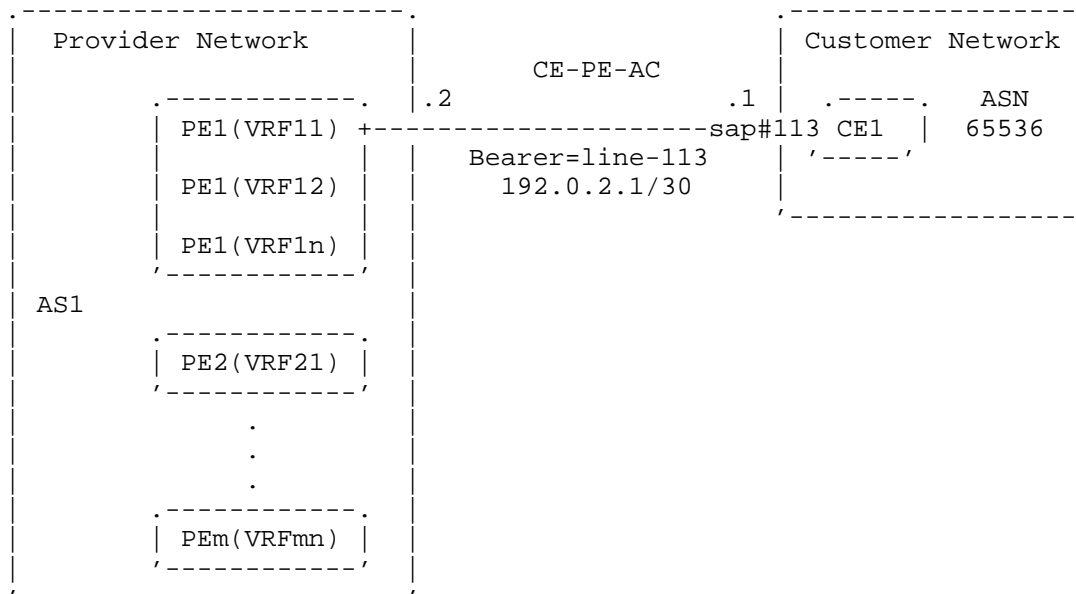 Provider Network Customer Network
CE-PE-AC
.2 .1 ASN
PE1(VRF11) sap#113 CE1 65536
Bearer=line-113
PE1(VRF12) 192.0.2.1/30
PE1(VRF1n)
AS1
PE2(VRF21)
PEm(VRFmn)